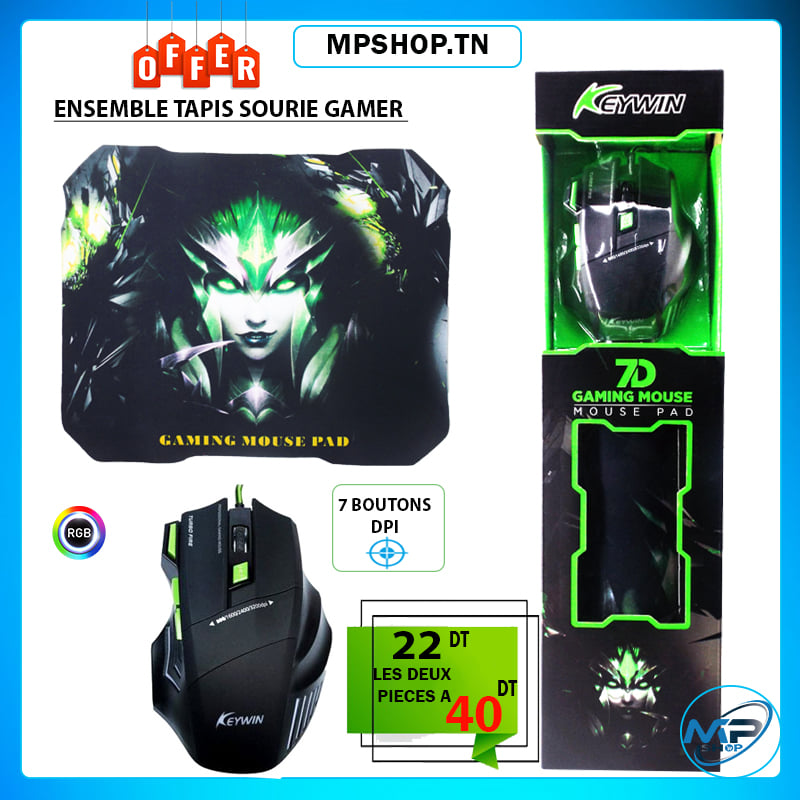 OFFER
MPSHOP.TN
ENSEMBLE TAPIS SOURIE GAMER
KEYWIN
GAMING MOUSE PAD
7D
GAMING MOUSE
MOUSE PAD
RGB
7 BOUTONS
DPI
TURBO FIRE
KEYWIN
KEYWIN
22 DT
LES DEUX
PIECES A
40 DT
MP
SHOP